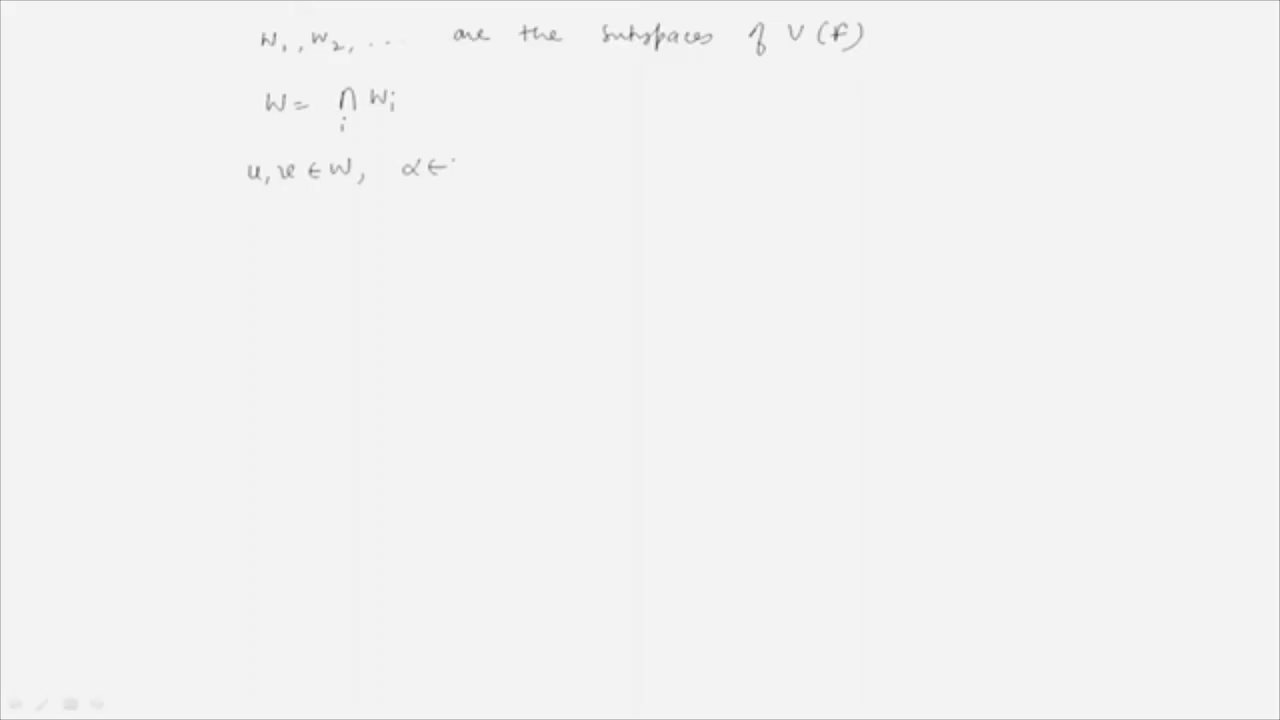 W₁, W₂, ... are the subspaces of V(F)
W = ⋂ᵢ Wᵢ
u, v ∈ W, α ∈